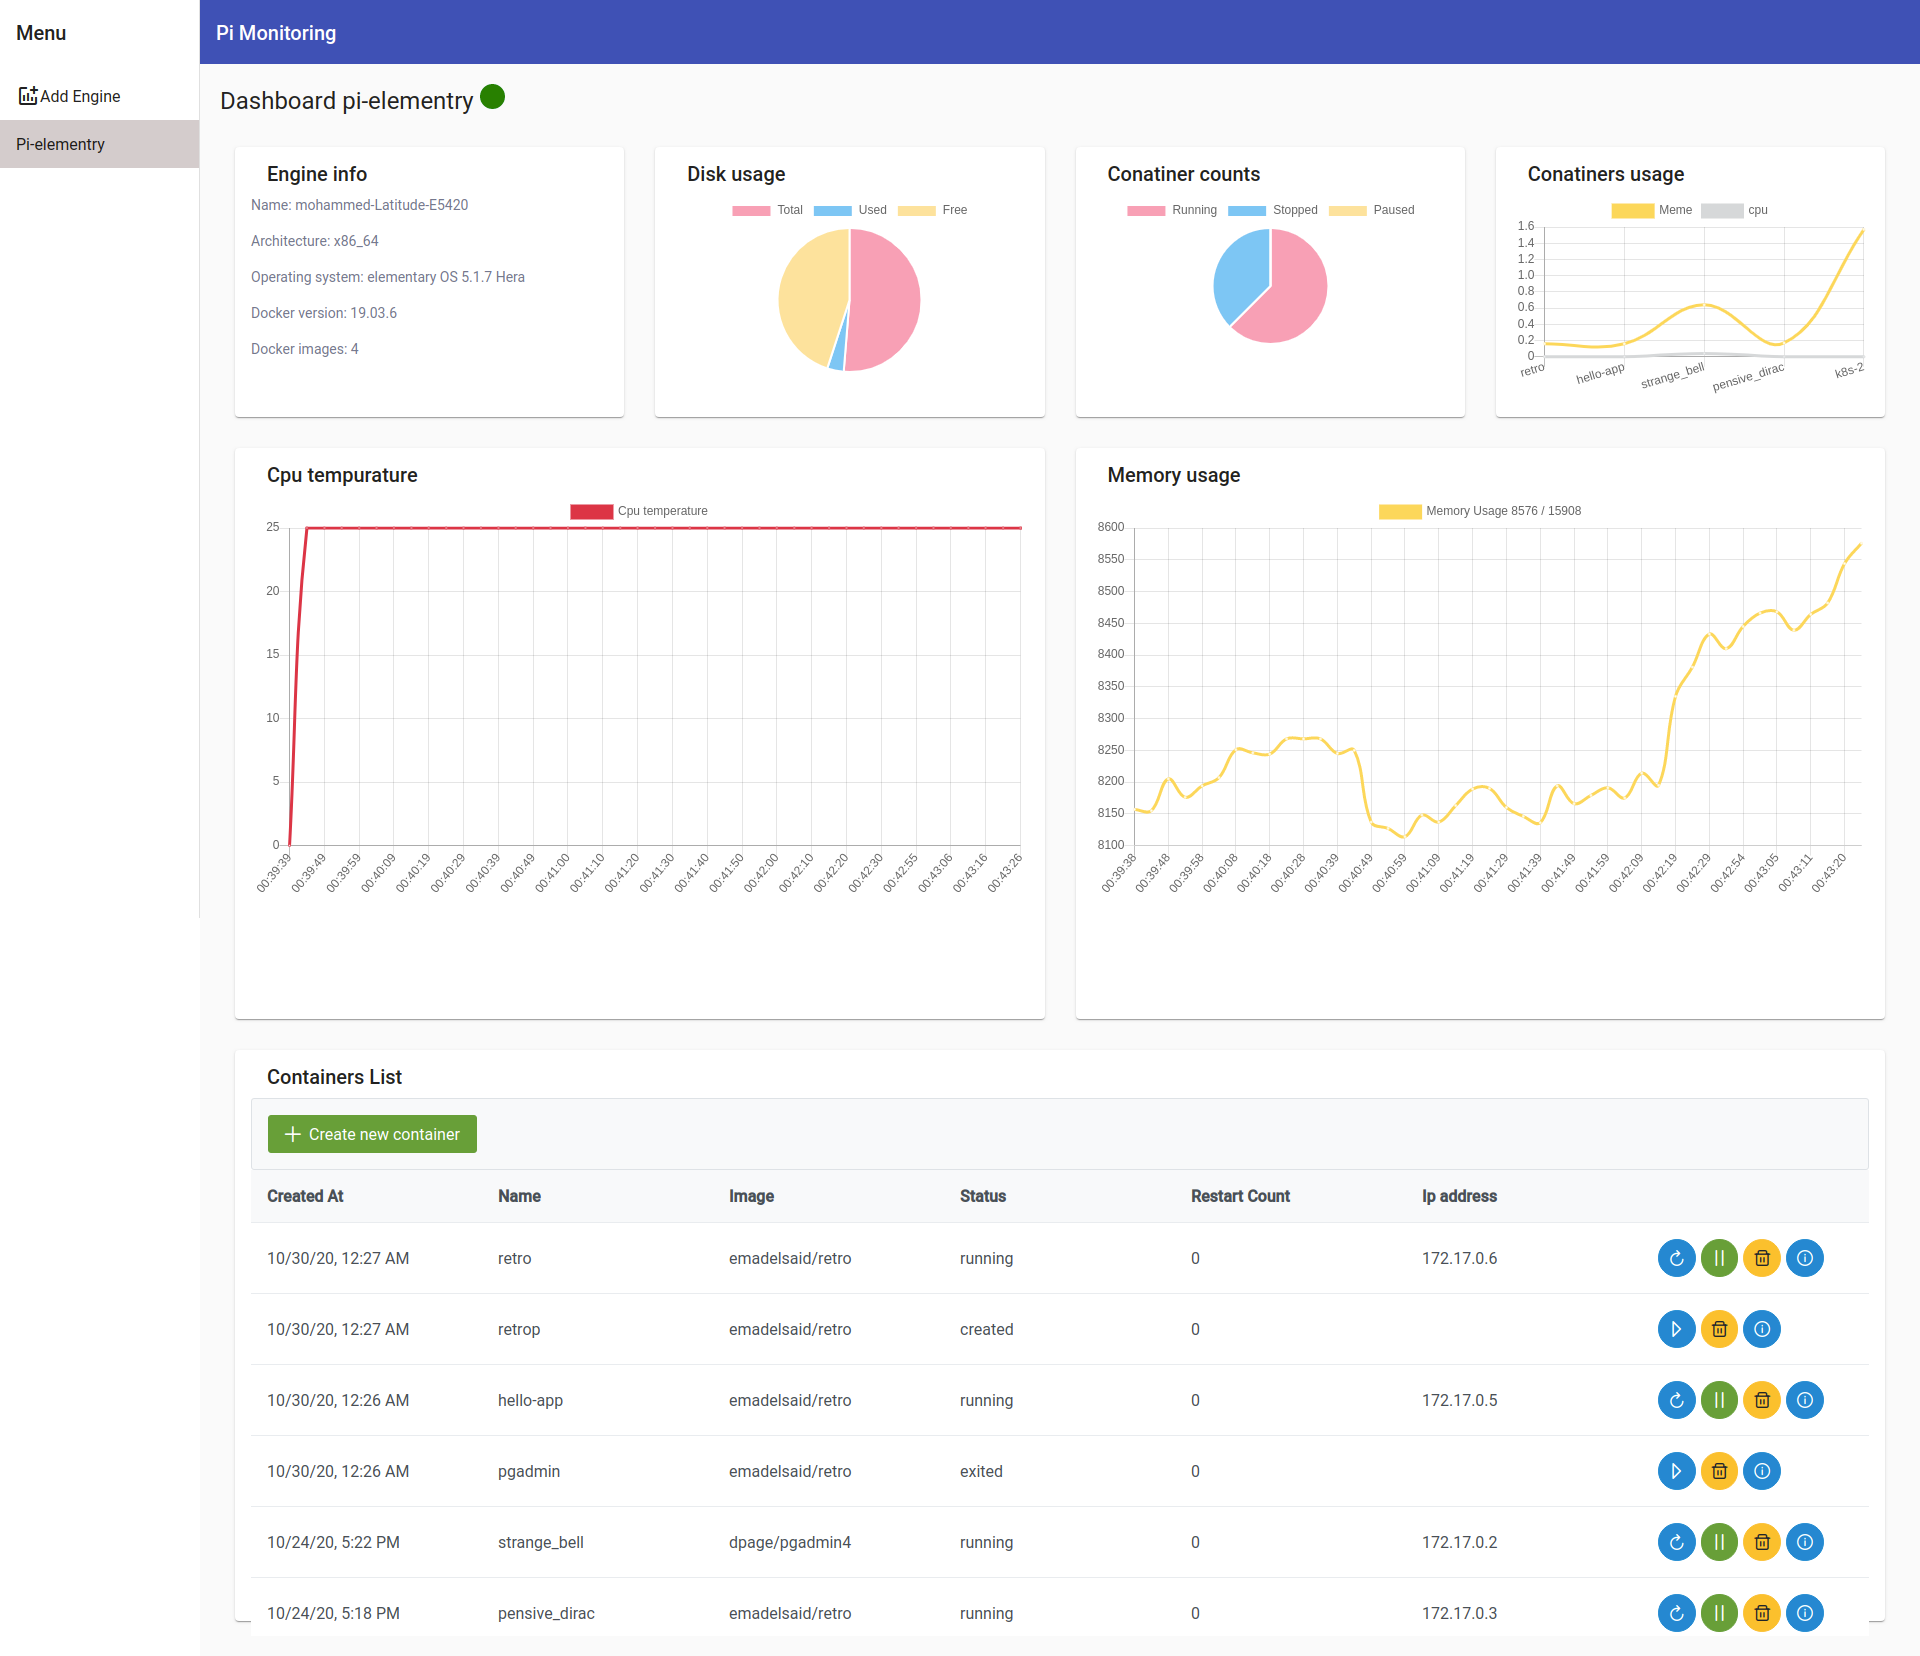 Menu
Pi Monitoring
Add Engine
Pi-elementry
Dashboard pi-elementry
Engine info
Name: mohammed-Latitude-E5420
Architecture: x86_64
Operating system: elementary OS 5.1.7 Hera
Docker version: 19.03.6
Docker images: 4
Disk usage
Total Used Free
Conatiner counts
Running Stopped Paused
Conatiners usage
Meme cpu
1.6
1.4
1.2
1.0
0.8
0.6
0.4
0.2
0
retro hello-app strange_bell pensive_dirac k8s-2
Cpu tempurature
Cpu temperature
25
20
15
10
5
0
00:39:39 00:39:49 00:39:59 00:40:09 00:40:19 00:40:29 00:40:39 00:40:49 00:41:00 00:41:10 00:41:20 00:41:30 00:41:40 00:41:50 00:42:00 00:42:10 00:42:20 00:42:30 00:42:55 00:43:06 00:43:16 00:43:26
Memory usage
Memory Usage 8576 / 15908
8600
8550
8500
8450
8400
8350
8300
8250
8200
8150
8100
00:39:38 00:39:48 00:39:58 00:40:08 00:40:18 00:40:28 00:40:39 00:40:49 00:40:59 00:41:09 00:41:19 00:41:29 00:41:39 00:41:49 00:41:59 00:42:09 00:42:19 00:42:29 00:42:54 00:43:05 00:43:11 00:43:20
Containers List
Create new container
Created At Name Image Status Restart Count Ip address
10/30/20, 12:27 AM retro emadelsaid/retro running 0 172.17.0.6
10/30/20, 12:27 AM retrop emadelsaid/retro created 0
10/30/20, 12:26 AM hello-app emadelsaid/retro running 0 172.17.0.5
10/30/20, 12:26 AM pgadmin emadelsaid/retro exited 0
10/24/20, 5:22 PM strange_bell dpage/pgadmin4 running 0 172.17.0.2
10/24/20, 5:18 PM pensive_dirac emadelsaid/retro running 0 172.17.0.3